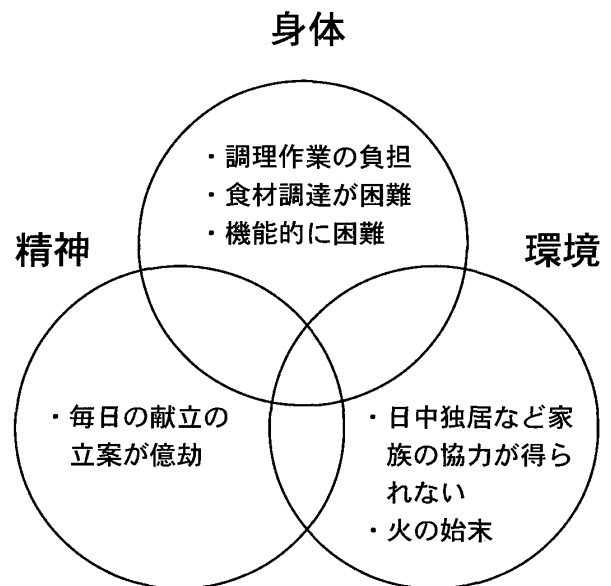 身体
・調理作業の負担
・食材調達が困難
・機能的に困難
精神
環境
・毎日の献立の
立案が億劫
・日中独居など家
族の協力が得ら
れない
・火の始末